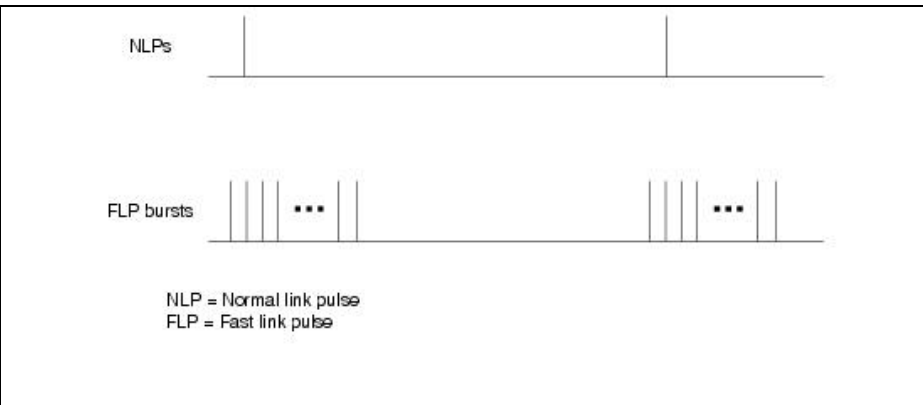 NLPs
FLP bursts
NLP = Normal link pulse
FLP = Fast link pulse